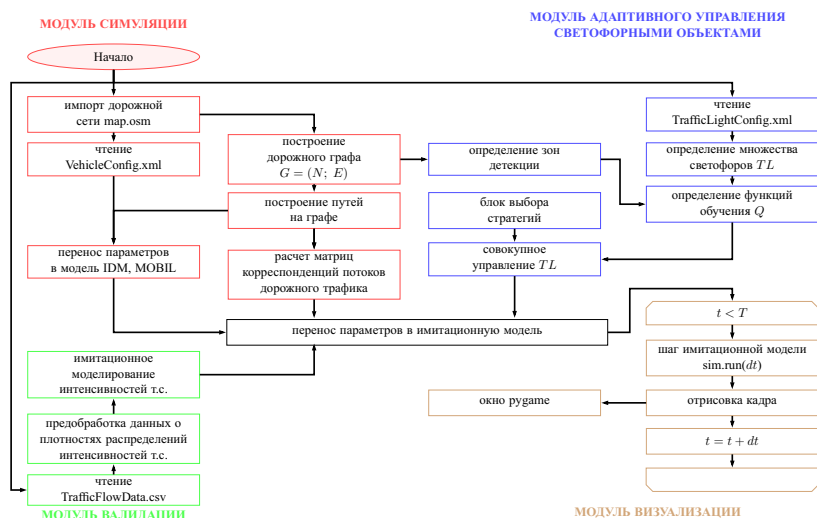 МОДУЛЬ СИМУЛЯЦИИ
МОДУЛЬ АДАПТИВНОГО УПРАВЛЕНИЯ
СВЕТОФОРНЫМИ ОБЪЕКТАМИ
Начало
импорт дорожной
сети map.osm
чтение
TrafficLightConfig.xml
чтение
VehicleConfig.xml
построение
дорожного графа
G = (N; E)
определение зон
детекции
определение множества
светофоров TL
построение путей
на графе
блок выбора
стратегий
определение функций
обучения Q
перенос параметров
в модель IDM, MOBIL
расчет матриц
корреспонденций потоков
дорожного трафика
совокупное
управление TL
перенос параметров в имитационную модель
t < T
имитационное
моделирование
интенсивностей т.с.
шаг имитационной модели
sim.run(dt)
окно pygame
отрисовка кадра
предобработка данных о
плотностях распределений
интенсивностей т.с.
t = t + dt
чтение
TrafficFlowData.csv
МОДУЛЬ ВАЛИДАЦИИ
МОДУЛЬ ВИЗУАЛИЗАЦИИ